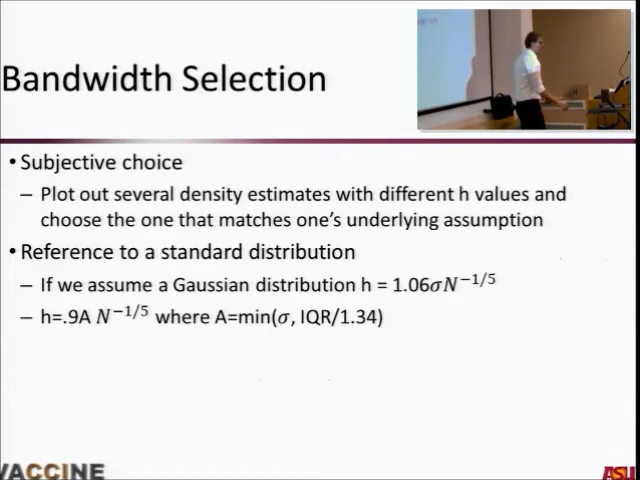 Bandwidth Selection
• Subjective choice
– Plot out several density estimates with different h values and
choose the one that matches one's underlying assumption
• Reference to a standard distribution
– If we assume a Gaussian distribution h = 1.06𝜎𝑁^{−1/5}
– h=.9A 𝑁^{−1/5} where A=min(𝜎, IQR/1.34)
VACCINE
ASU